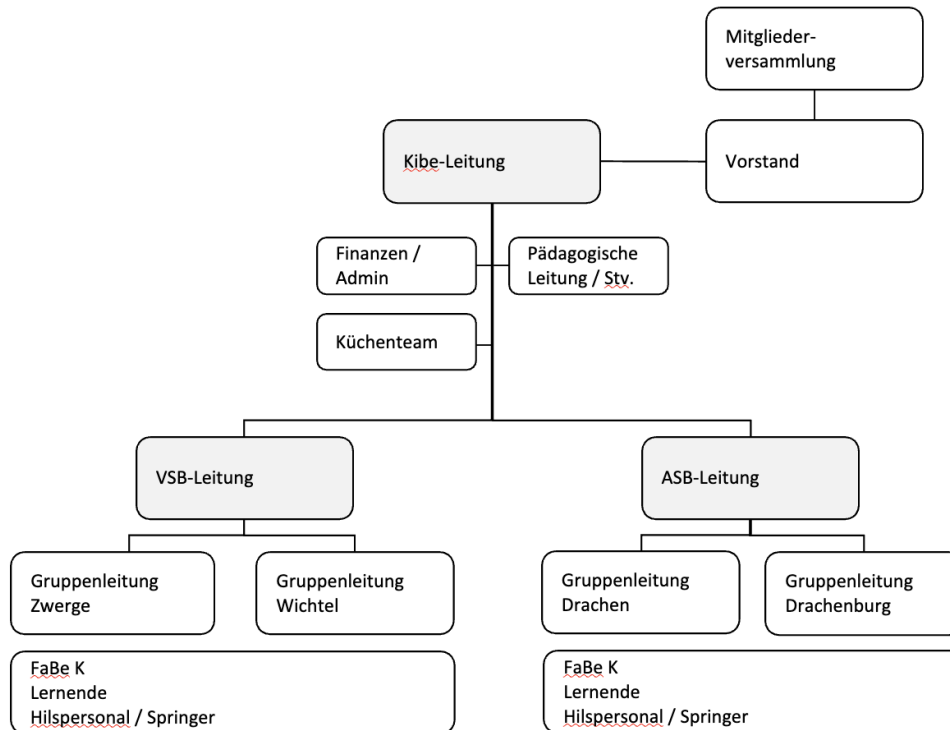 Mitglieder-
versammlung
Kibe-Leitung
Vorstand
Finanzen /
Admin
Pädagogische
Leitung / Stv.
Küchenteam
VSB-Leitung
ASB-Leitung
Gruppenleitung
Zwerge
Gruppenleitung
Wichtel
Gruppenleitung
Drachen
Gruppenleitung
Drachenburg
FaBe K
Lernende
Hilspersonal / Springer
FaBe K
Lernende
Hilspersonal / Springer